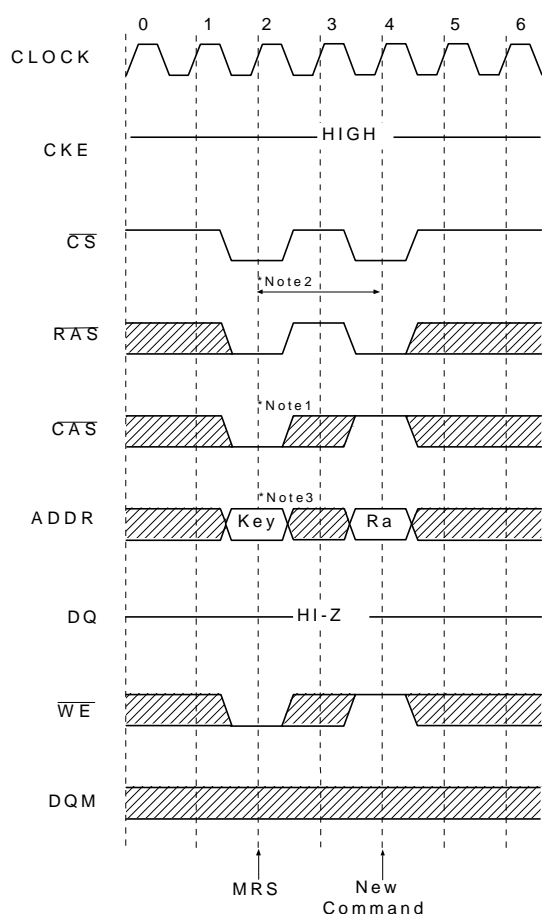 0 1 2 3 4 5 6
CLOCK
HIGH
CKE
CS
*Note2
RAS
*Note1
CAS
*Note3
ADDR
Key
Ra
DQ
HI-Z
WE
DQM
MRS
New
Command